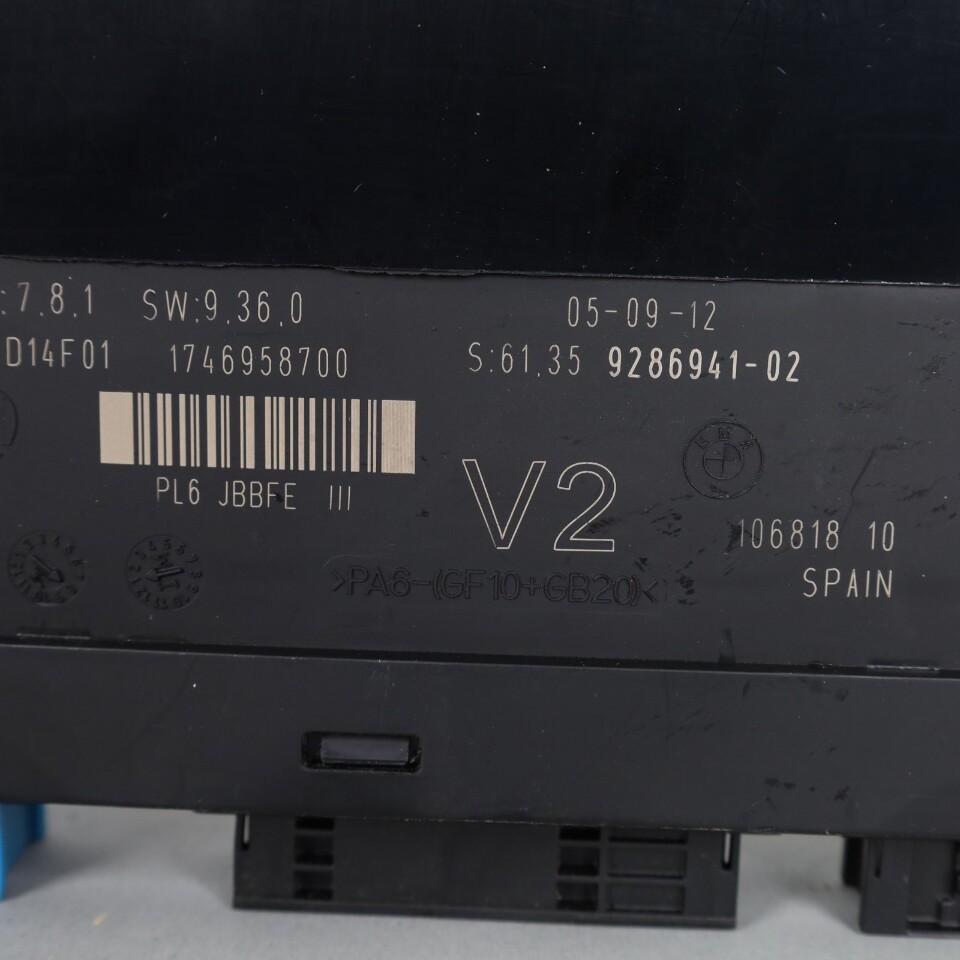 :7.8.1 SW:9.36.0 05-09-12
D14F01 1746958700 S:61.35 9286941-02
PL6 JBBFE III
V2
BMW
106818 10
>PA6-(GF10+GB20)<
SPAIN